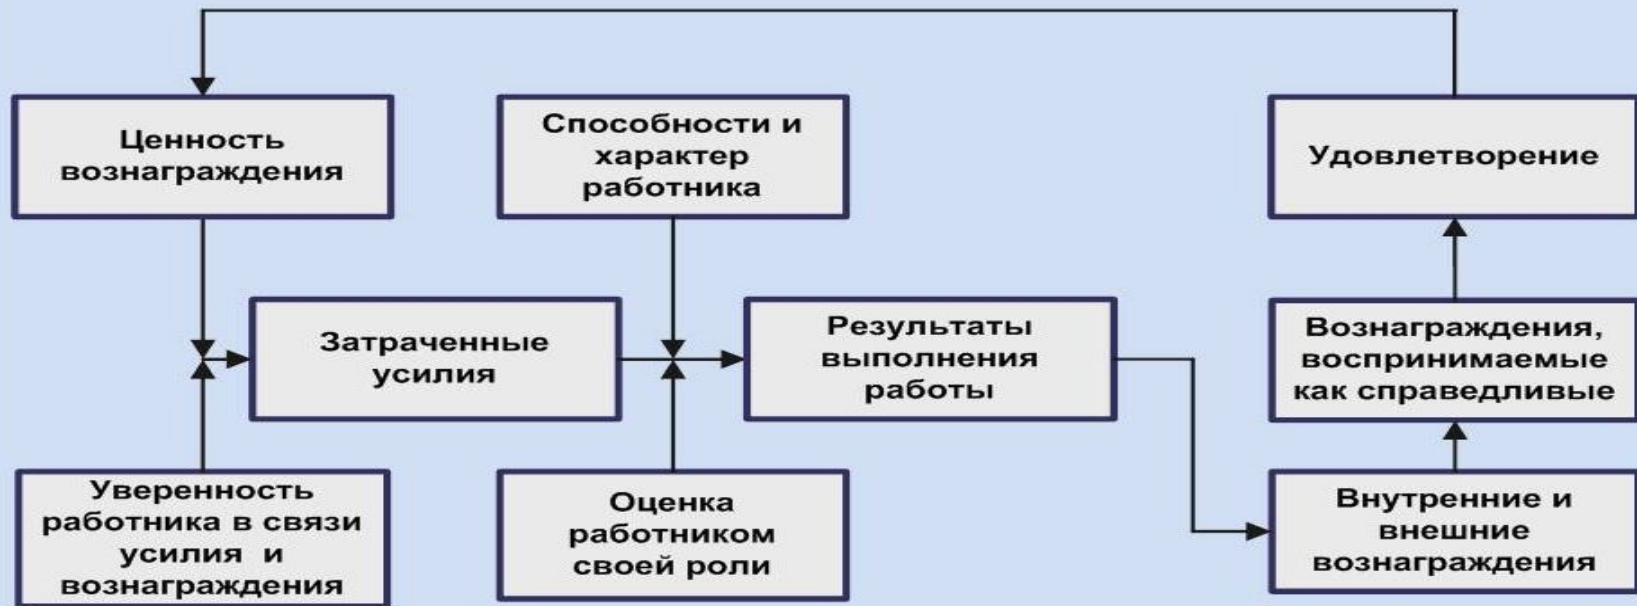 Ценность
вознаграждения
Способности и
характер
работника
Удовлетворение
Затраченные
усилия
Результаты
выполнения
работы
Вознаграждения,
воспринимаемые
как справедливые
Уверенность
работника в связи
усилия и
вознаграждения
Оценка
работником
своей роли
Внутренние и
внешние
вознаграждения